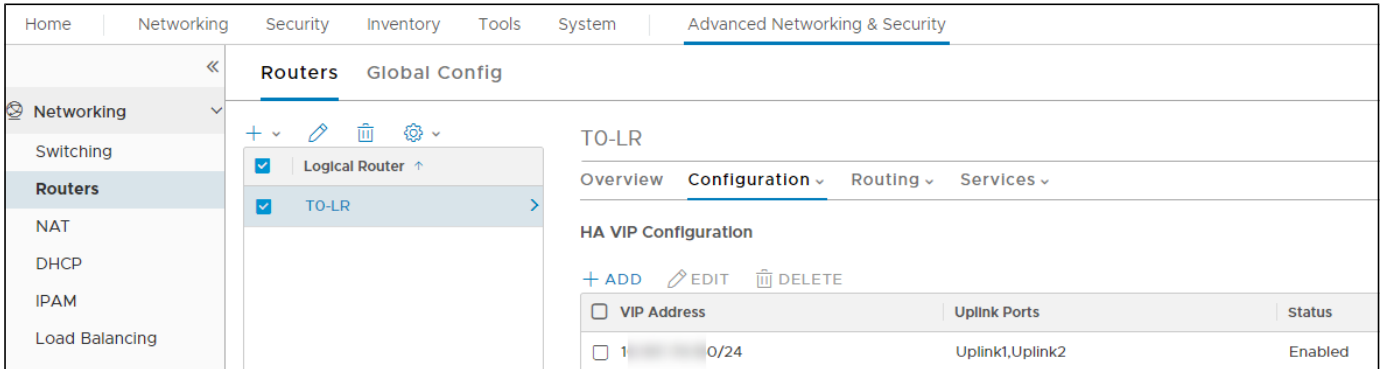 Home Networking Security Inventory Tools System Advanced Networking & Security
Routers Global Config
Networking
Switching
Routers
NAT
DHCP
IPAM
Load Balancing
Logical Router
T0-LR
T0-LR
Overview Configuration Routing Services
HA VIP Configuration
+ ADD EDIT DELETE
VIP Address Uplink Ports Status
0/24 Uplink1,Uplink2 Enabled